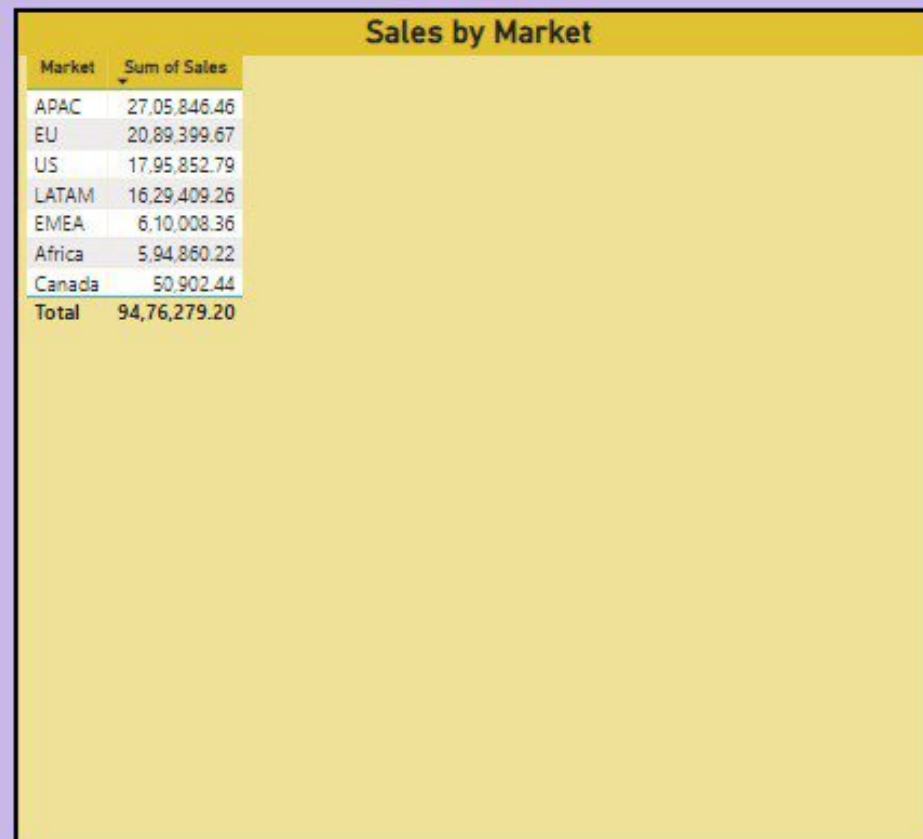 Sales by Market
Market Sum of Sales
APAC 27,05,846.46
EU 20,89,399.67
US 17,95,852.79
LATAM 16,29,409.26
EMEA 6,10,008.36
Africa 5,94,860.22
Canada 50,902.44
Total 94,76,279.20